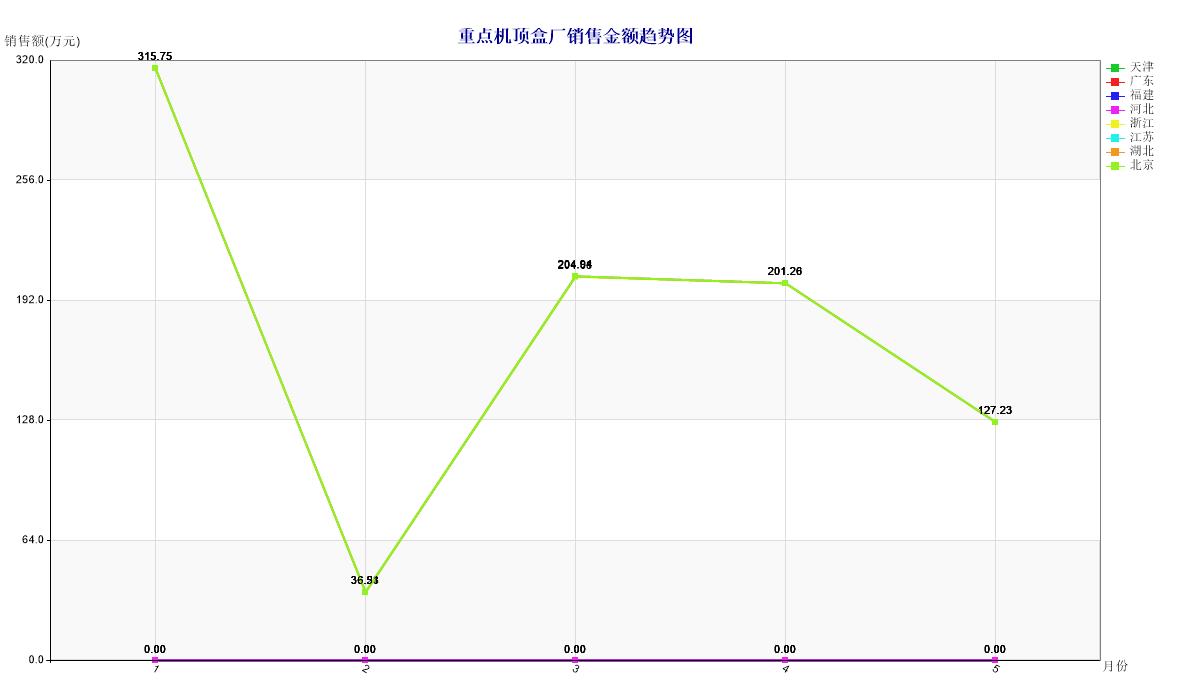 重点机顶盒厂销售金额趋势图
销售额(万元)
320.0
256.0
192.0
128.0
64.0
0.0
315.75
201.26
127.23
0.00
0.00
0.00
0.00
0.00
1
2
3
4
5
月份
天津
广东
福建
河北
浙江
江苏
湖北
北京